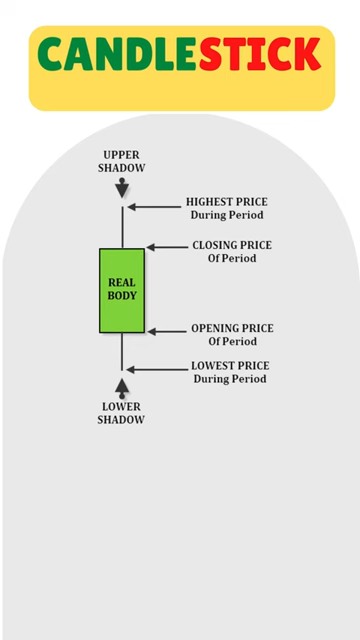 CANDLESTICK
UPPER
SHADOW
HIGHEST PRICE
During Period
CLOSING PRICE
Of Period
REAL
BODY
OPENING PRICE
Of Period
LOWEST PRICE
During Period
LOWER
SHADOW